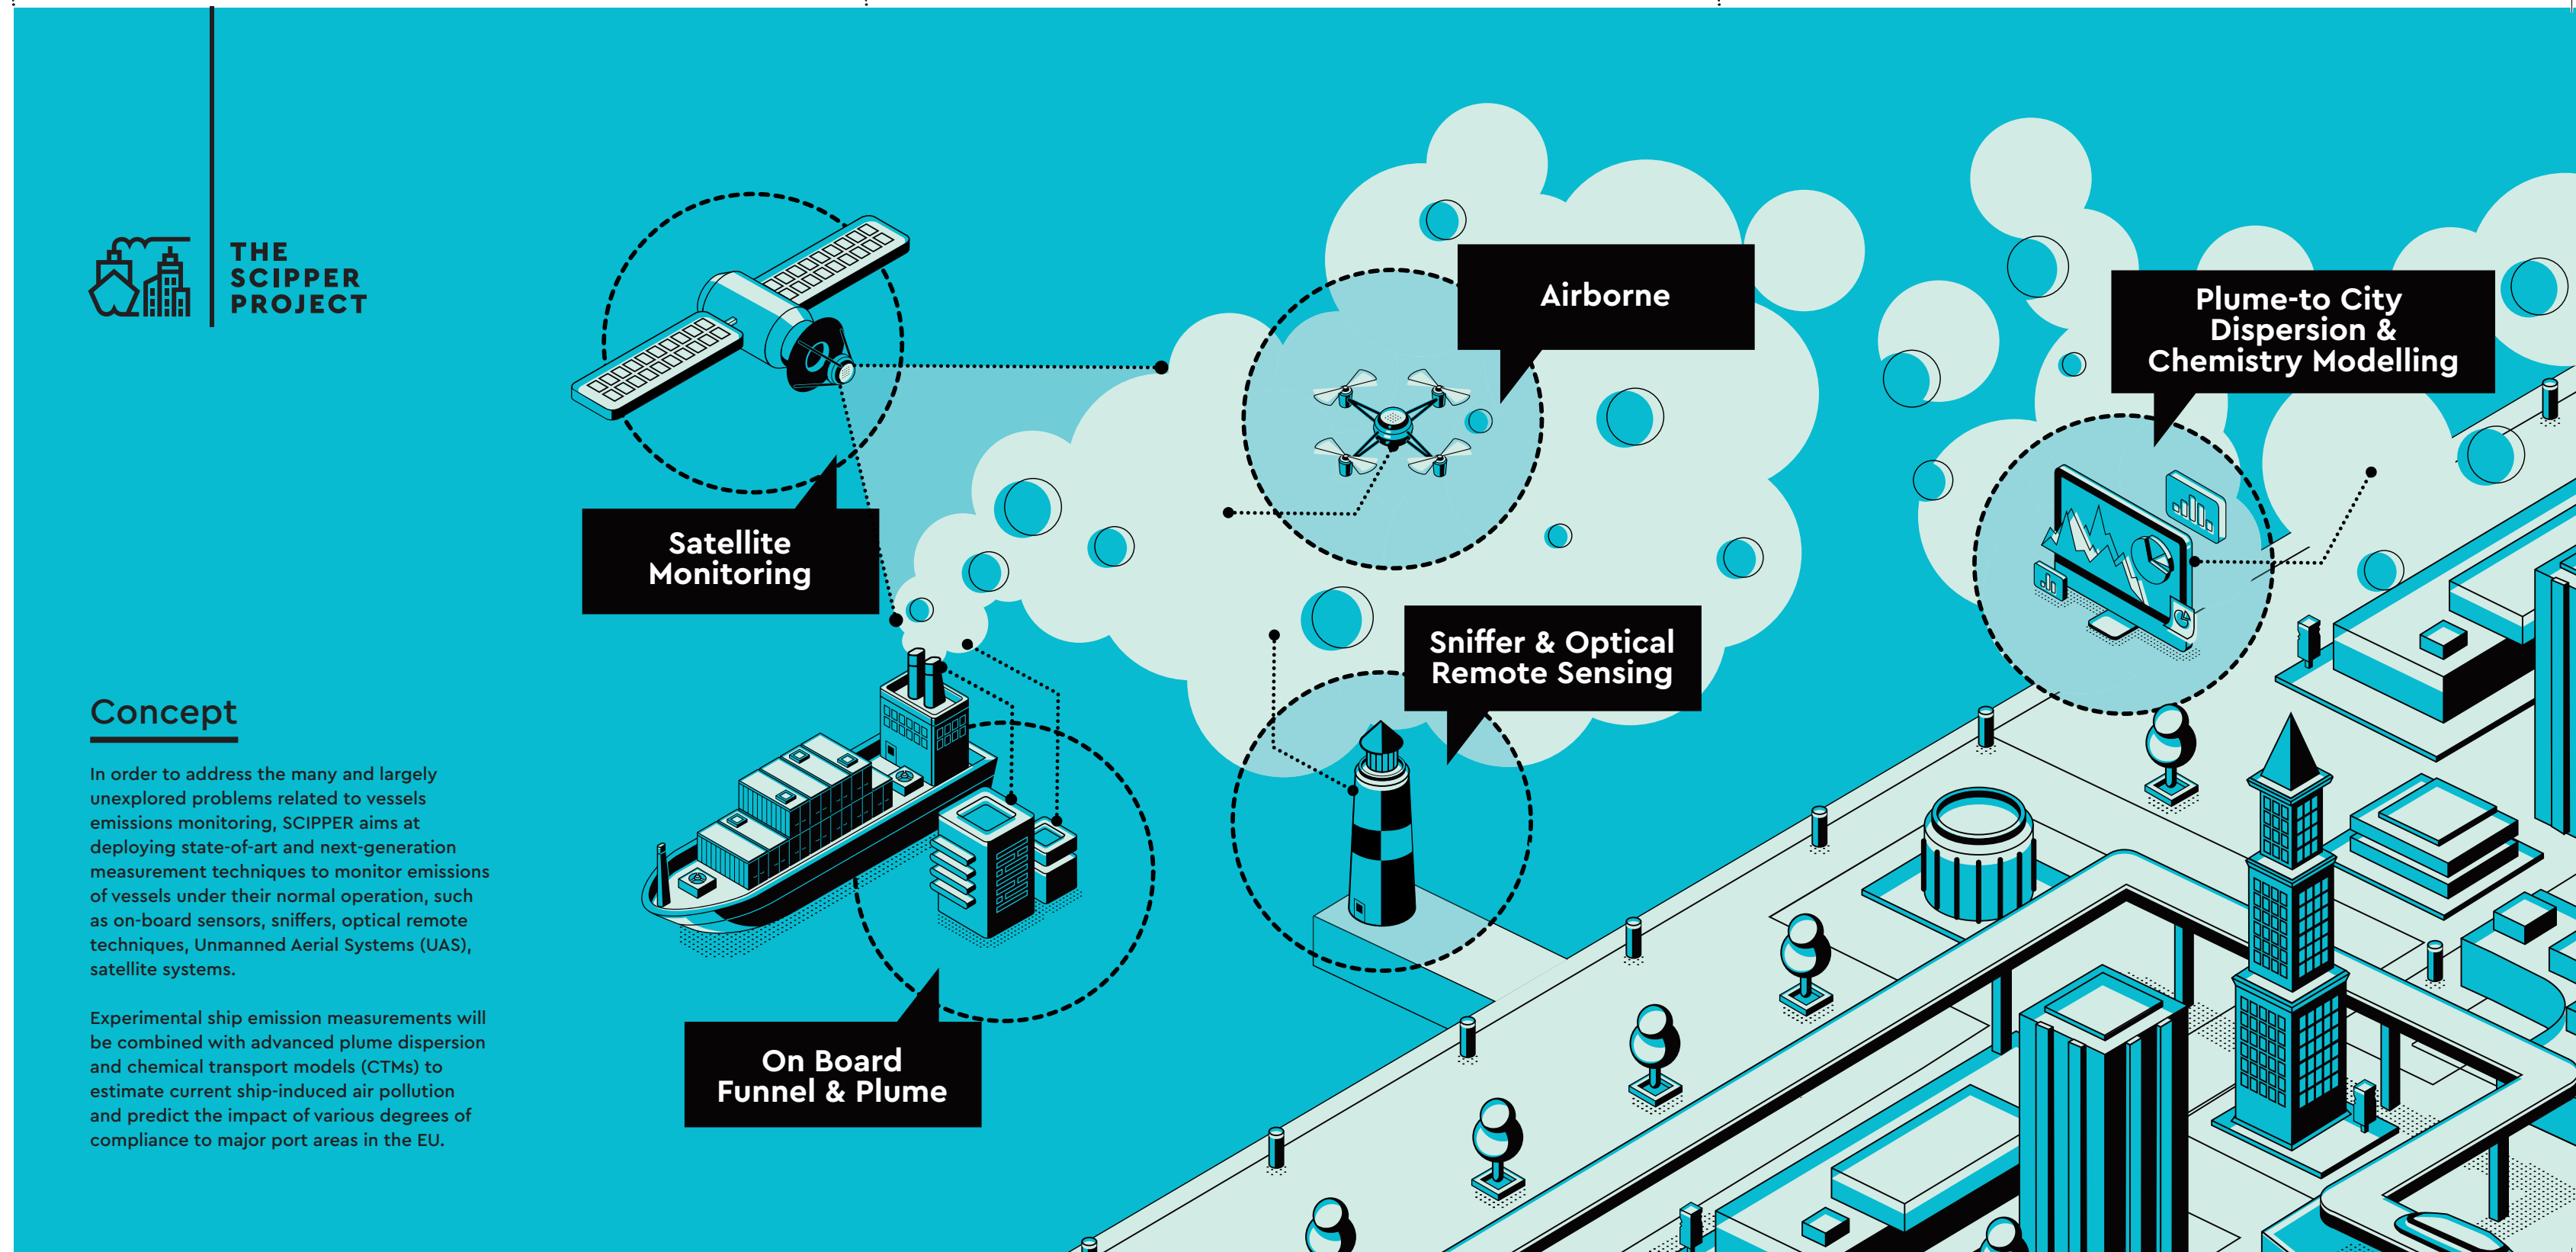 THE
SCIPPER
PROJECT
Satellite
Monitoring
Airborne
Plume-to City
Dispersion &
Chemistry Modelling
Sniffer & Optical
Remote Sensing
On Board
Funnel & Plume
Concept
In order to address the many and largely
unexplored problems related to vessels
emissions monitoring, SCIPPER aims at
deploying state-of-art and next-generation
measurement techniques to monitor emissions
of vessels under their normal operation, such
as on-board sensors, sniffers, optical remote
techniques, Unmanned Aerial Systems (UAS),
satellite systems.
Experimental ship emission measurements will
be combined with advanced plume dispersion
and chemical transport models (CTMs) to
estimate current ship-induced air pollution
and predict the impact of various degrees of
compliance to major port areas in the EU.